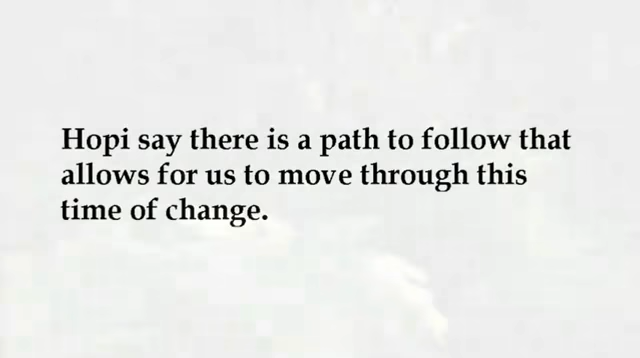 Hopi say there is a path to follow that
allows for us to move through this
time of change.